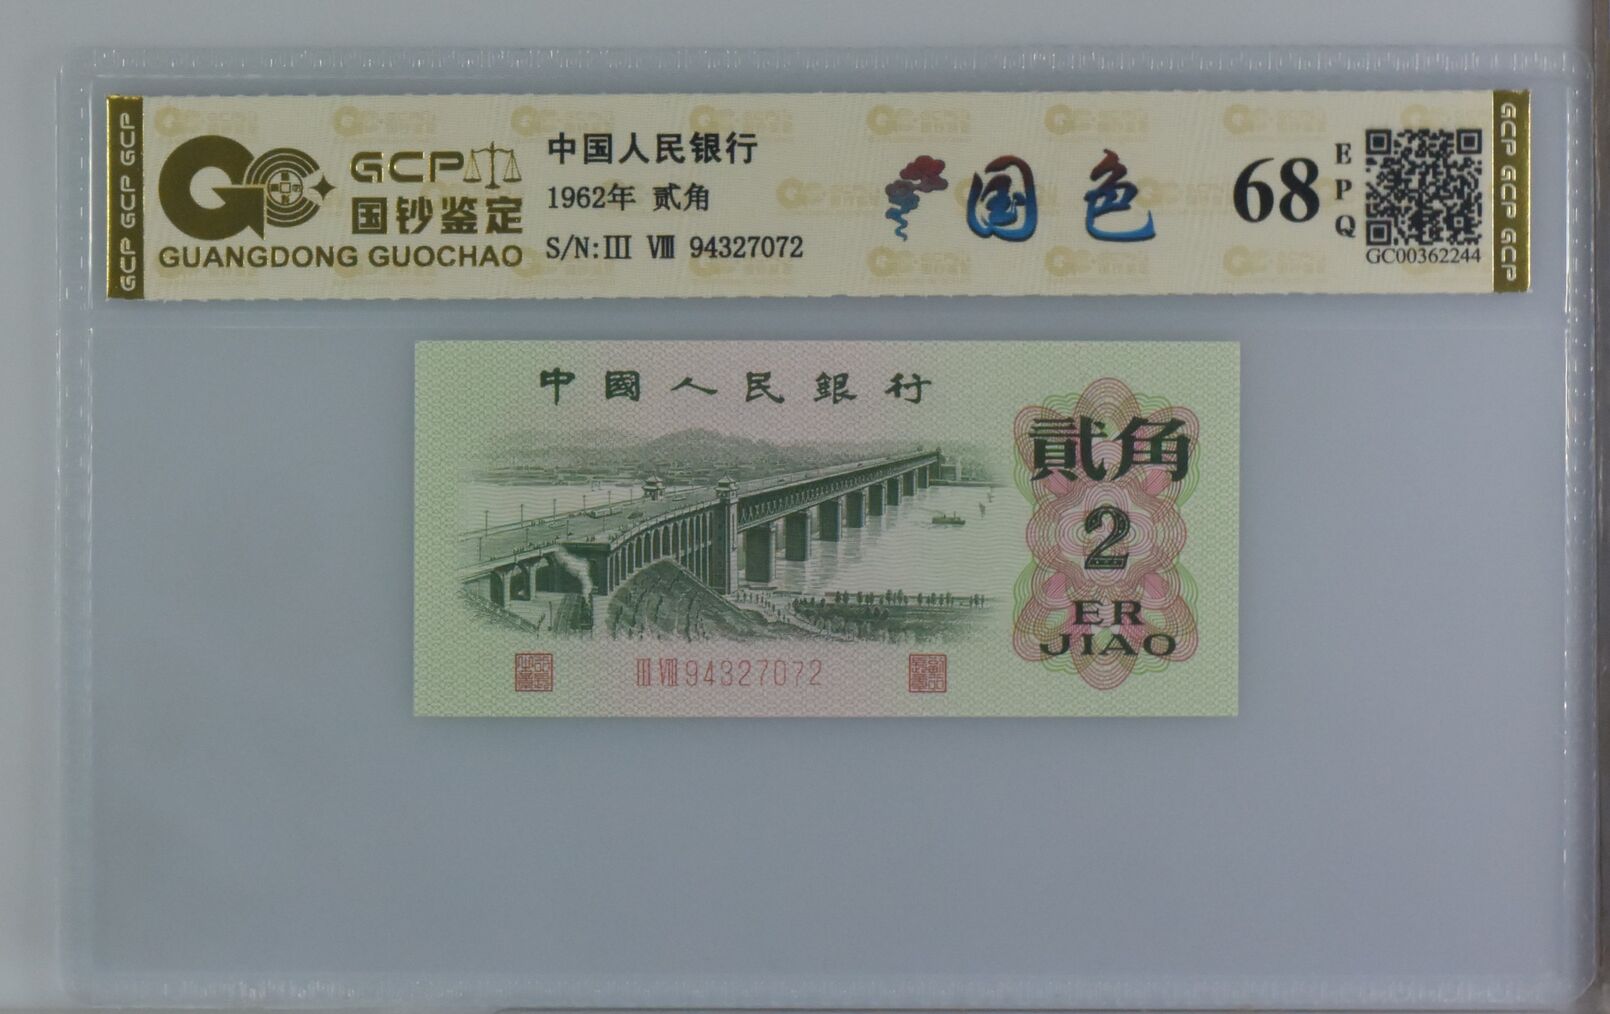 GCP GCP GCP
GCP
国钞鉴定
GUANGDONG GUOCHAO
中国人民银行
1962年 贰角
S/N:III VIII 94327072
国色
68
EPQ
GC00362244
GCP GCP GCP
中國人民銀行
貳角
2
ER
JIAO
III VIII 94327072